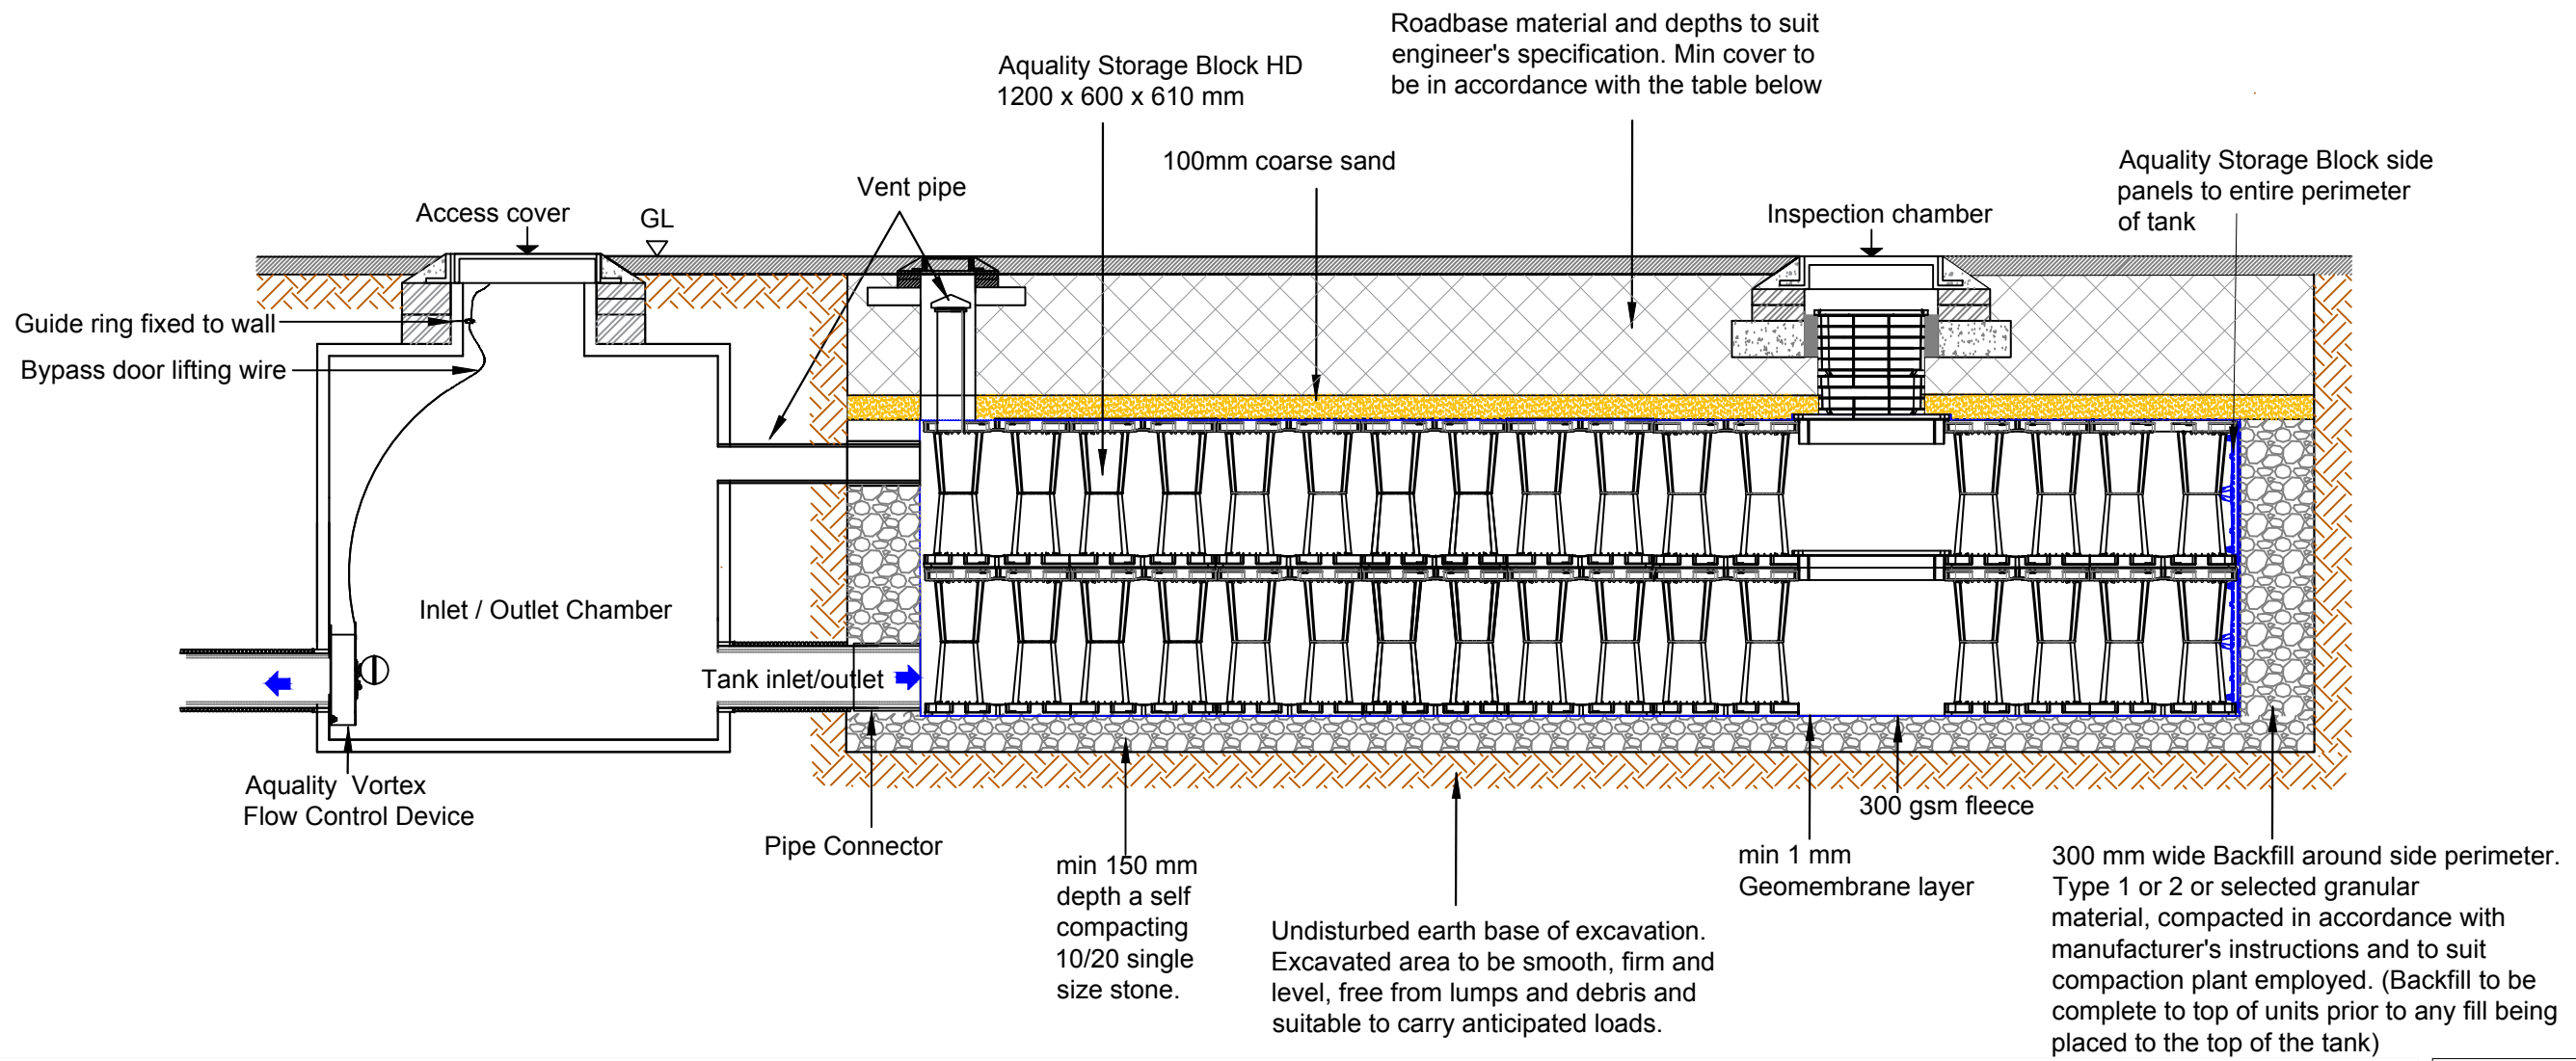 Roadbase material and depths to suit
engineer's specification. Min cover to
be in accordance with the table below
Aquality Storage Block HD
1200 x 600 x 610 mm
100mm coarse sand
Aquality Storage Block side
panels to entire perimeter
of tank
Vent pipe
Access cover
GL
Inspection chamber
Guide ring fixed to wall
Bypass door lifting wire
Inlet / Outlet Chamber
Tank inlet/outlet
Aquality Vortex
Flow Control Device
Pipe Connector
min 150 mm
depth a self
compacting
10/20 single
size stone.
Undisturbed earth base of excavation.
Excavated area to be smooth, firm and
level, free from lumps and debris and
suitable to carry anticipated loads.
300 gsm fleece
min 1 mm
Geomembrane layer
300 mm wide Backfill around side perimeter.
Type 1 or 2 or selected granular
material, compacted in accordance with
manufacturer's instructions and to suit
compaction plant employed. (Backfill to be
complete to top of units prior to any fill being
placed to the top of the tank)